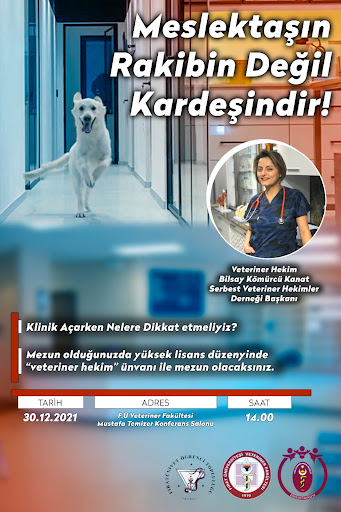 Meslektaşın
Rakibin Değil
Kardeşindir!
Veteriner Hekim
Bilsay Kömürcü Kanat
Serbest Veteriner Hekimler
Derneği Başkanı
Klinik Açarken Nelere Dikkat etmeliyiz?
Mezun olduğunuzda yüksek lisans düzeyinde
“veteriner hekim” ünvanı ile mezun olacaksınız.
TARİH
ADRES
SAAT
30.12.2021
F.Ü Veteriner Fakültesi
Mustafa Temizer Konferans Salonu
14.00
1970